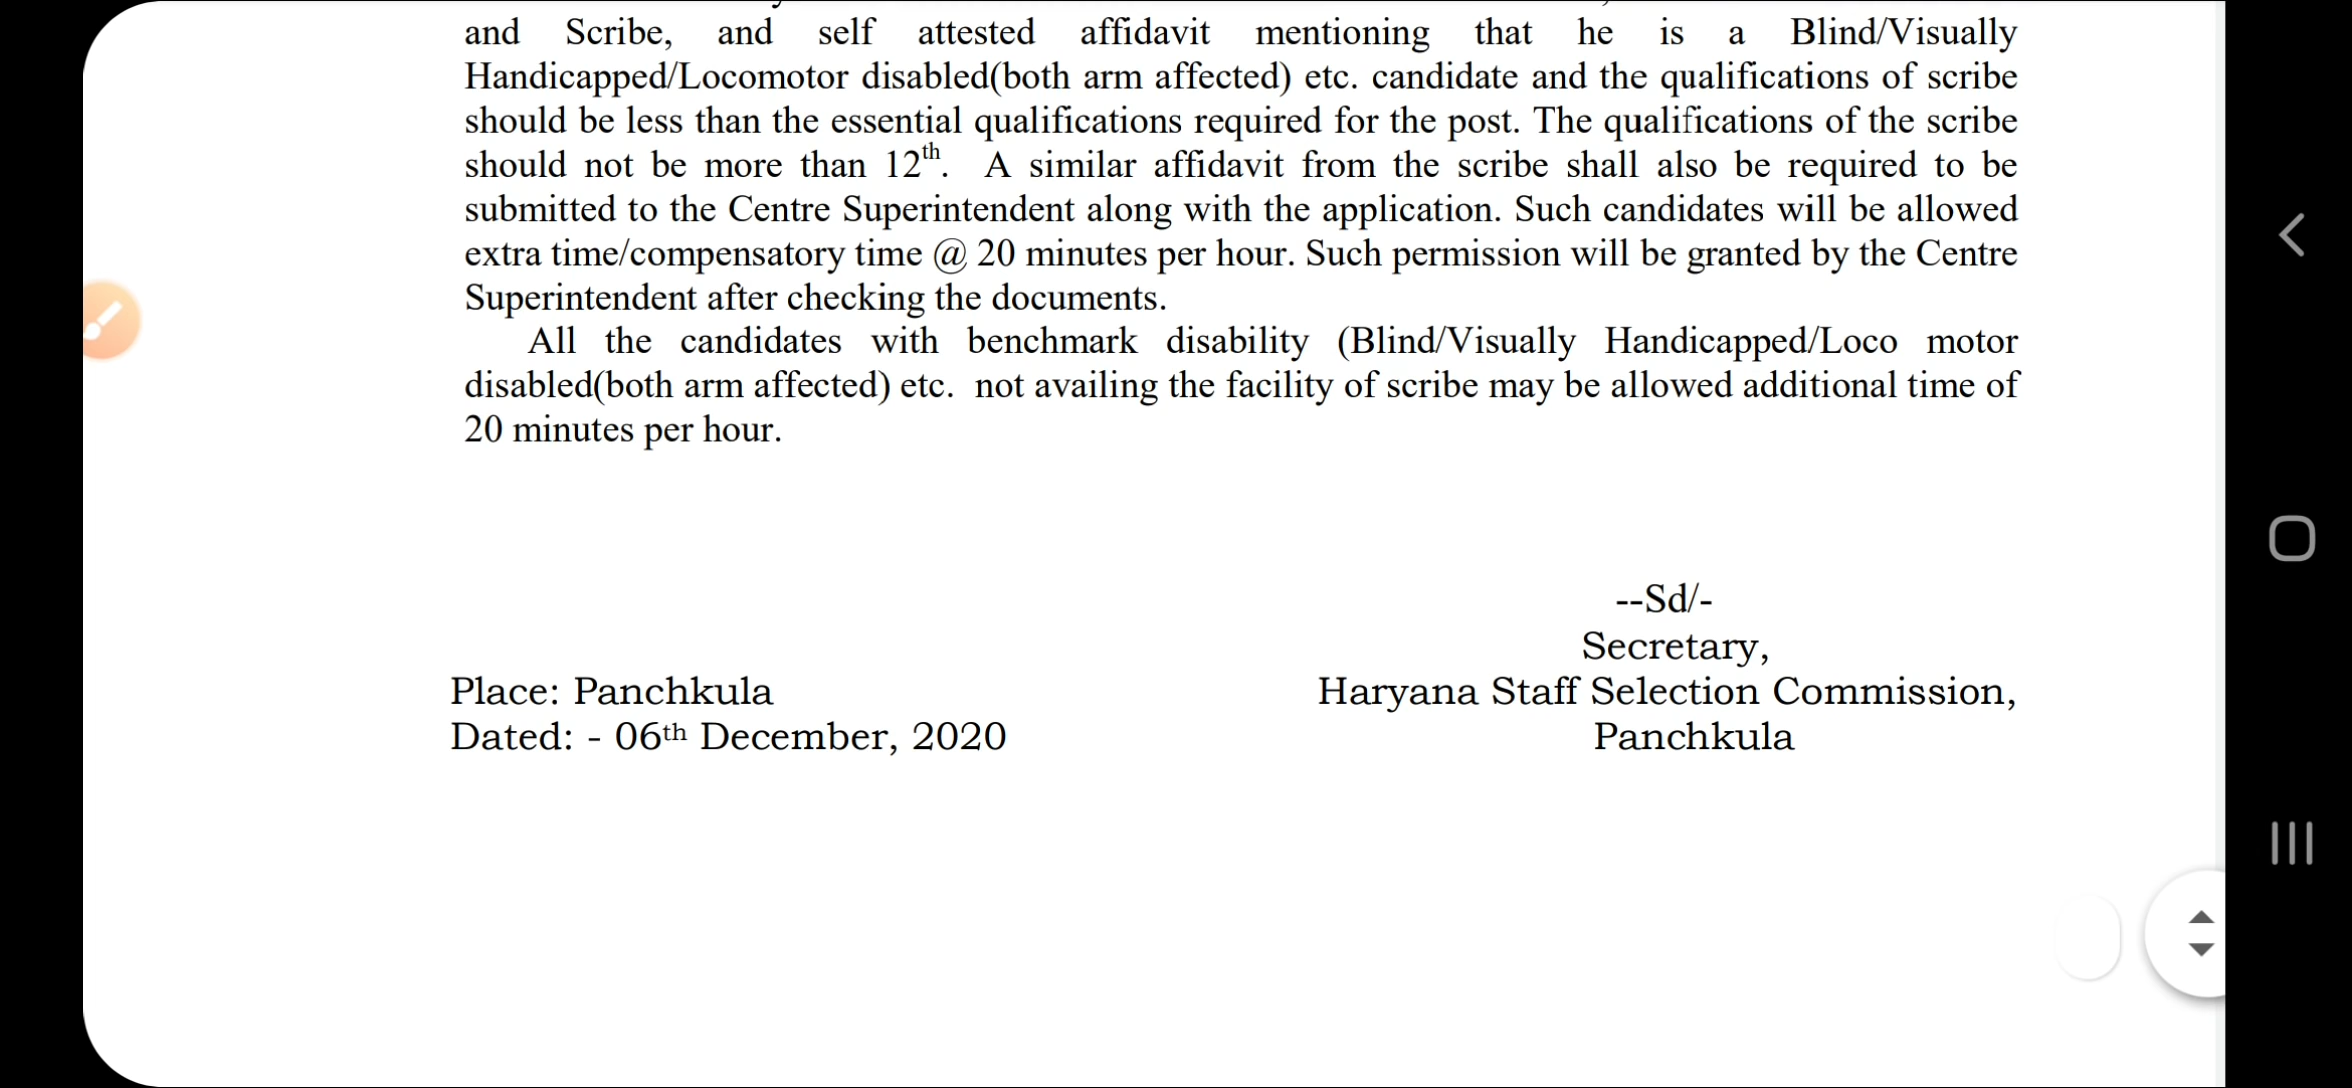 and Scribe, and self attested affidavit mentioning that he is a Blind/Visually
Handicapped/Locomotor disabled(both arm affected) etc. candidate and the qualifications of scribe
should be less than the essential qualifications required for the post. The qualifications of the scribe
should not be more than 12th. A similar affidavit from the scribe shall also be required to be
submitted to the Centre Superintendent along with the application. Such candidates will be allowed
extra time/compensatory time @ 20 minutes per hour. Such permission will be granted by the Centre
Superintendent after checking the documents.
All the candidates with benchmark disability (Blind/Visually Handicapped/Loco motor
disabled(both arm affected) etc. not availing the facility of scribe may be allowed additional time of
20 minutes per hour.
--Sd/-
Secretary,
Place: Panchkula Haryana Staff Selection Commission,
Dated: - 06th December, 2020 Panchkula